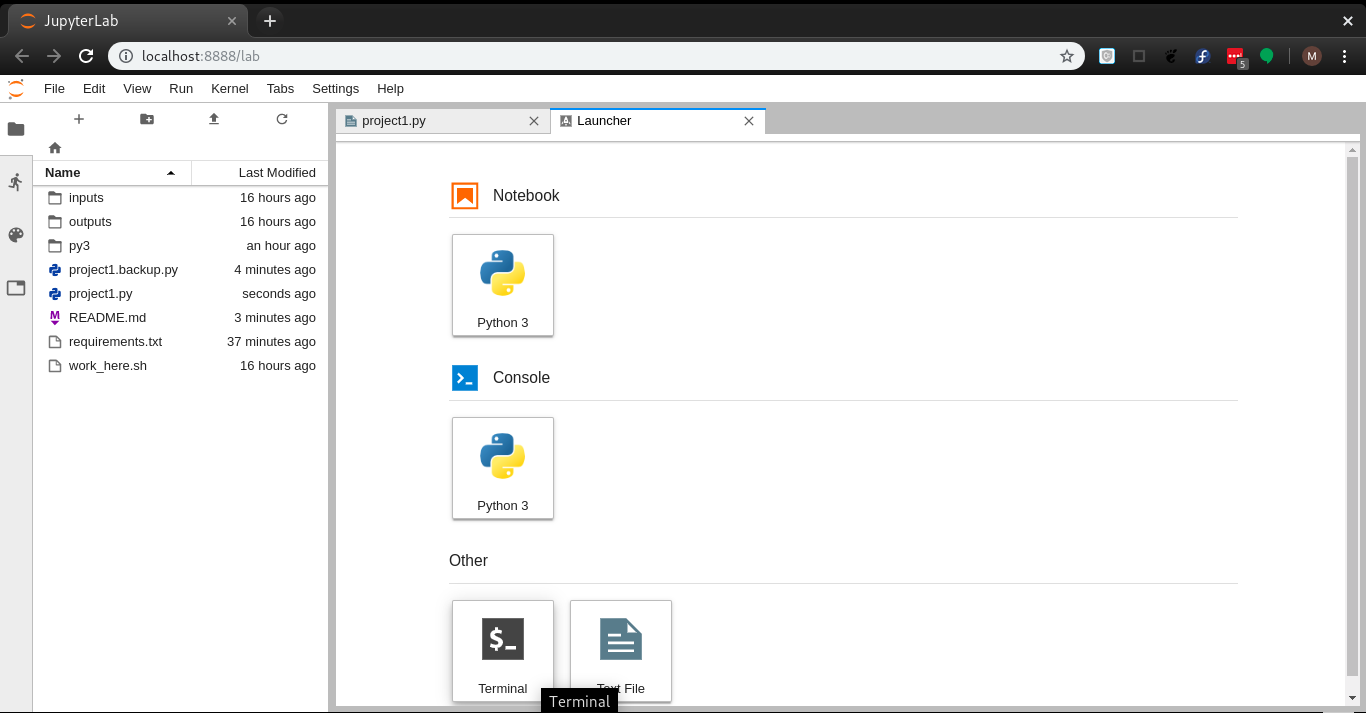 JupyterLab
localhost:8888/lab
5
M
File Edit View Run Kernel Tabs Settings Help
project1.py
Launcher
Name Last Modified
inputs 16 hours ago
outputs 16 hours ago
py3 an hour ago
project1.backup.py 4 minutes ago
project1.py seconds ago
M README.md 3 minutes ago
requirements.txt 37 minutes ago
work_here.sh 16 hours ago
Notebook
Python 3
Console
Python 3
Other
$_
Terminal
Text File
Terminal